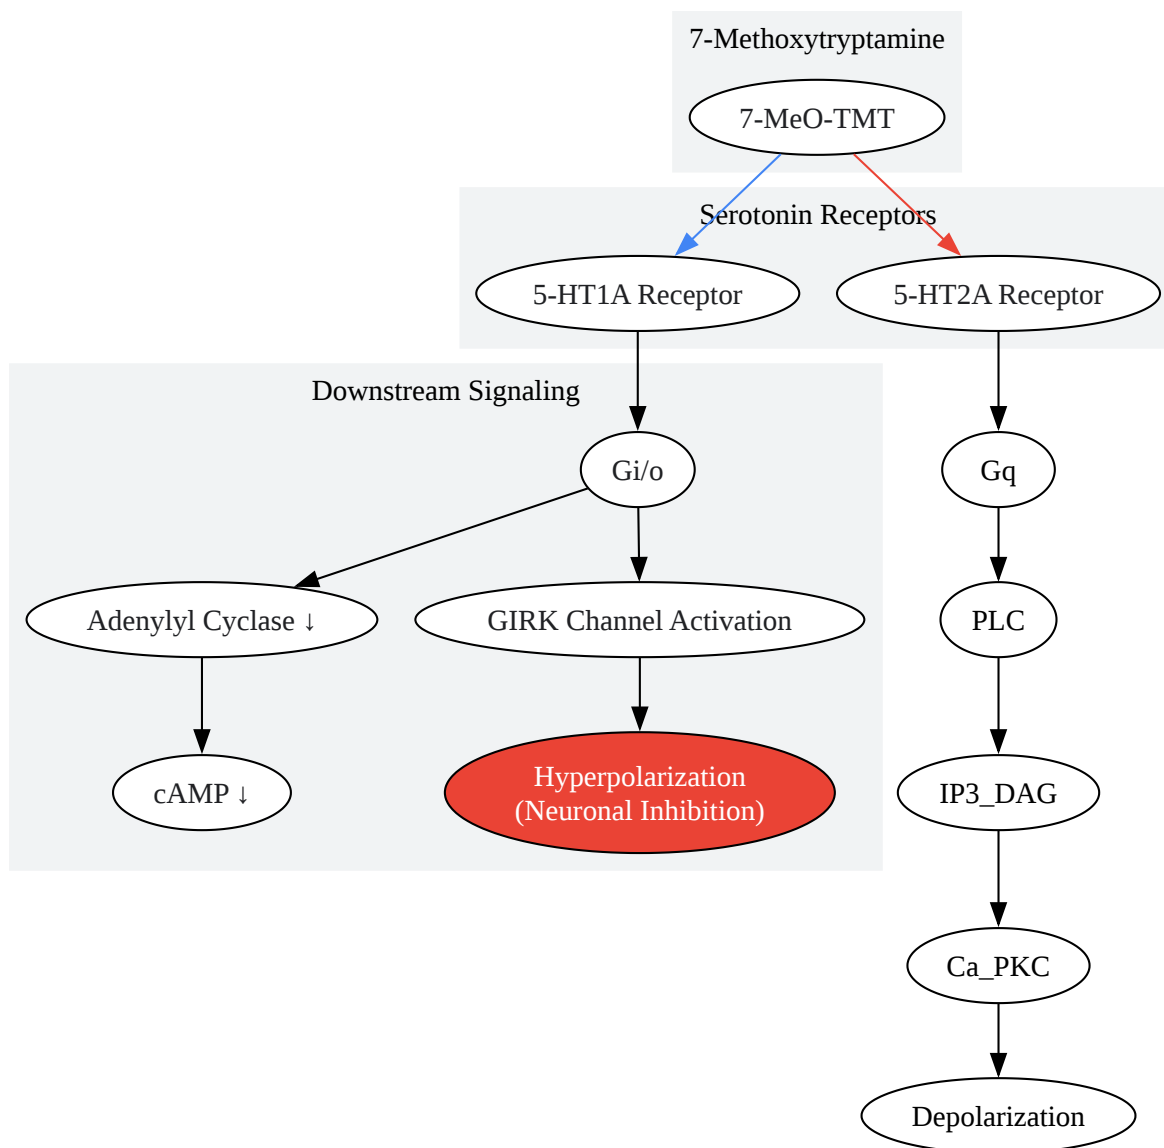 7-Methoxytryptamine
7-MeO-TMT
Serotonin Receptors
5-HT1A Receptor
5-HT2A Receptor
Downstream Signaling
Gi/o
Gq
Adenylyl Cyclase ↓
GIRK Channel Activation
PLC
cAMP ↓
Hyperpolarization
(Neuronal Inhibition)
IP3_DAG
Ca_PKC
Depolarization